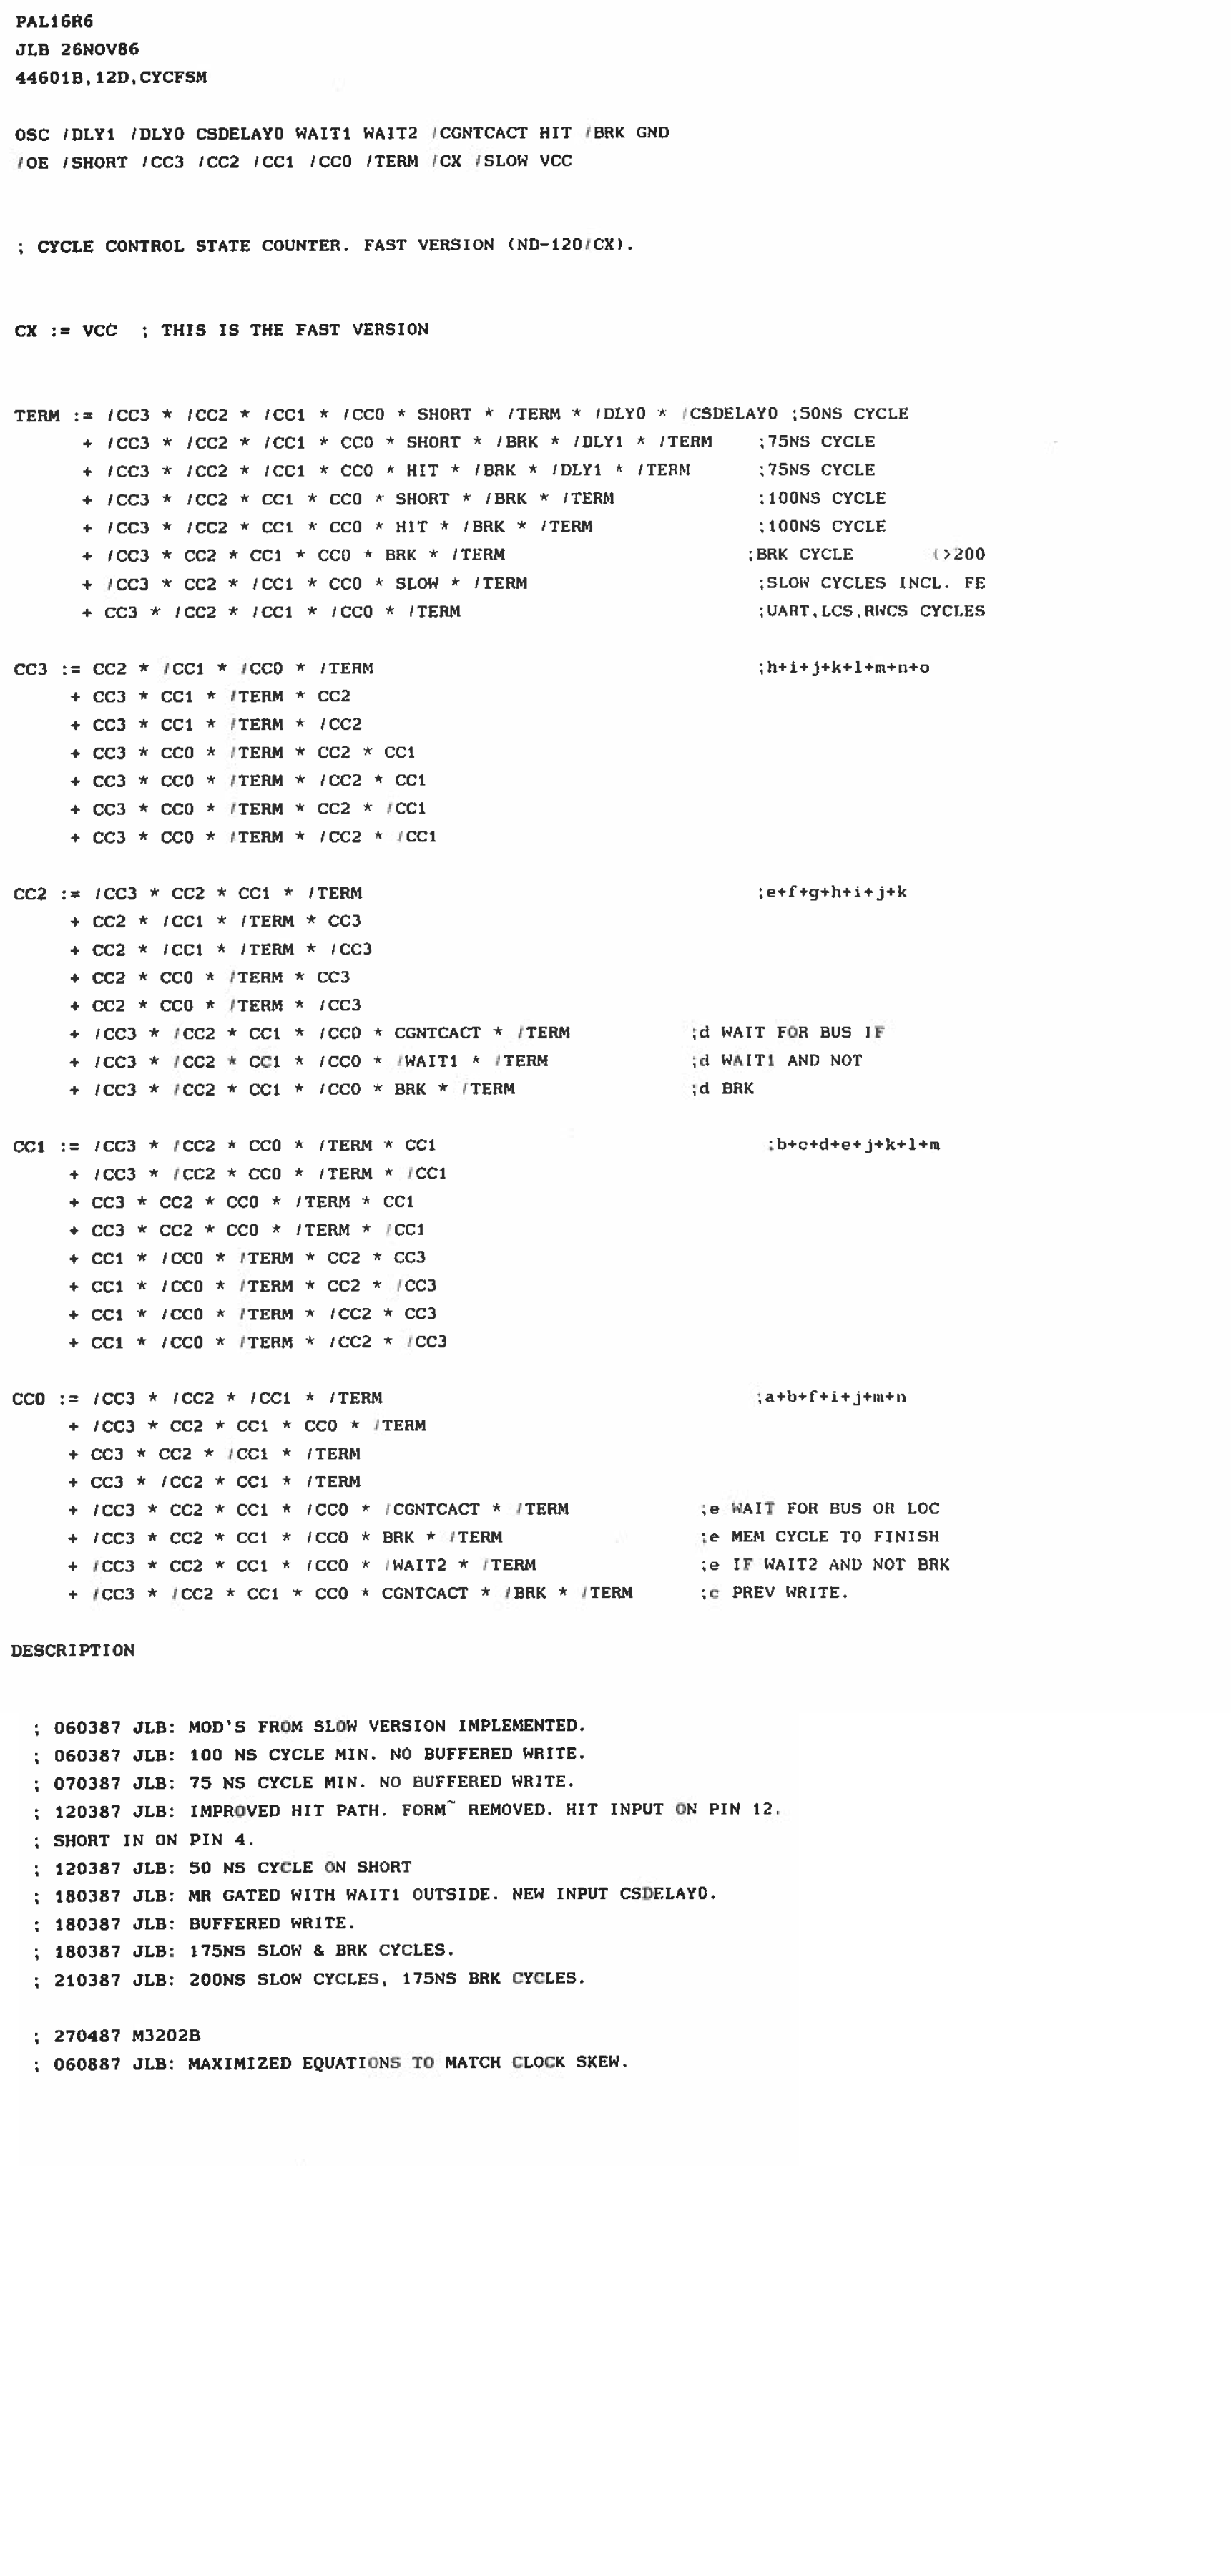 PAL16R6
JLB 26NOV86
44601B,12D,CYCFSM
OSC /DLY1 /DLY0 CSDELAY0 WAIT1 WAIT2 /CGNTCACT HIT /BRK GND
/OE /SHORT /CC3 /CC2 /CC1 /CC0 /TERM /CX /SLOW VCC
; CYCLE CONTROL STATE COUNTER. FAST VERSION (ND-120/CX).
CX := VCC ; THIS IS THE FAST VERSION
TERM := /CC3 * /CC2 * /CC1 * /CC0 * SHORT * /TERM * /DLY0 * /CSDELAY0 ;50NS CYCLE
+ /CC3 * /CC2 * /CC1 * CC0 * SHORT * /BRK * /DLY1 * /TERM ;75NS CYCLE
+ /CC3 * /CC2 * /CC1 * CC0 * HIT * /BRK * /DLY1 * /TERM ;75NS CYCLE
+ /CC3 * /CC2 * CC1 * CC0 * SHORT * /BRK * /TERM ;100NS CYCLE
+ /CC3 * /CC2 * CC1 * CC0 * HIT * /BRK * /TERM ;100NS CYCLE
+ /CC3 * CC2 * CC1 * CC0 * BRK * /TERM ;BRK CYCLE (>200
+ /CC3 * CC2 * /CC1 * CC0 * SLOW * /TERM ;SLOW CYCLES INCL. FE
+ CC3 * /CC2 * /CC1 * /CC0 * /TERM ;UART,LCS,RWCS CYCLES
CC3 := CC2 * /CC1 * /CC0 * /TERM ;h+i+j+k+l+m+n+o
+ CC3 * CC1 * /TERM * CC2
+ CC3 * CC1 * /TERM * /CC2
+ CC3 * CC0 * /TERM * CC2 * CC1
+ CC3 * CC0 * /TERM * /CC2 * CC1
+ CC3 * CC0 * /TERM * CC2 * /CC1
+ CC3 * CC0 * /TERM * /CC2 * /CC1
CC2 := /CC3 * CC2 * CC1 * /TERM ;e+f+g+h+i+j+k
+ CC2 * /CC1 * /TERM * CC3
+ CC2 * /CC1 * /TERM * /CC3
+ CC2 * CC0 * /TERM * CC3
+ CC2 * CC0 * /TERM * /CC3
+ /CC3 * /CC2 * CC1 * /CC0 * CGNTCACT * /TERM ;d WAIT FOR BUS IF
+ /CC3 * /CC2 * CC1 * /CC0 * /WAIT1 * /TERM ;d WAIT1 AND NOT
+ /CC3 * /CC2 * CC1 * /CC0 * BRK * /TERM ;d BRK
CC1 := /CC3 * /CC2 * CC0 * /TERM * CC1 ;b+c+d+e+j+k+l+m
+ /CC3 * /CC2 * CC0 * /TERM * /CC1
+ CC3 * CC2 * CC0 * /TERM * CC1
+ CC3 * CC2 * CC0 * /TERM * /CC1
+ CC1 * /CC0 * /TERM * CC2 * CC3
+ CC1 * /CC0 * /TERM * CC2 * /CC3
+ CC1 * /CC0 * /TERM * /CC2 * CC3
+ CC1 * /CC0 * /TERM * /CC2 * /CC3
CC0 := /CC3 * /CC2 * /CC1 * /TERM ;a+b+f+i+j+m+n
+ /CC3 * CC2 * CC1 * CC0 * /TERM
+ CC3 * CC2 * /CC1 * /TERM
+ CC3 * /CC2 * CC1 * /TERM
+ /CC3 * CC2 * CC1 * /CC0 * /CGNTCACT * /TERM ;e WAIT FOR BUS OR LOC
+ /CC3 * CC2 * CC1 * /CC0 * BRK * /TERM ;e MEM CYCLE TO FINISH
+ /CC3 * CC2 * CC1 * /CC0 * /WAIT2 * /TERM ;e IF WAIT2 AND NOT BRK
+ /CC3 * /CC2 * CC1 * CC0 * CGNTCACT * /BRK * /TERM ;c PREV WRITE.
DESCRIPTION
; 060387 JLB: MOD'S FROM SLOW VERSION IMPLEMENTED.
; 060387 JLB: 100 NS CYCLE MIN. NO BUFFERED WRITE.
; 070387 JLB: 75 NS CYCLE MIN. NO BUFFERED WRITE.
; 120387 JLB: IMPROVED HIT PATH. FORM~ REMOVED. HIT INPUT ON PIN 12.
; SHORT IN ON PIN 4.
; 120387 JLB: 50 NS CYCLE ON SHORT
; 180387 JLB: MR GATED WITH WAIT1 OUTSIDE. NEW INPUT CSDELAY0.
; 180387 JLB: BUFFERED WRITE.
; 180387 JLB: 175NS SLOW & BRK CYCLES.
; 210387 JLB: 200NS SLOW CYCLES, 175NS BRK CYCLES.
; 270487 M3202B
; 060887 JLB: MAXIMIZED EQUATIONS TO MATCH CLOCK SKEW.